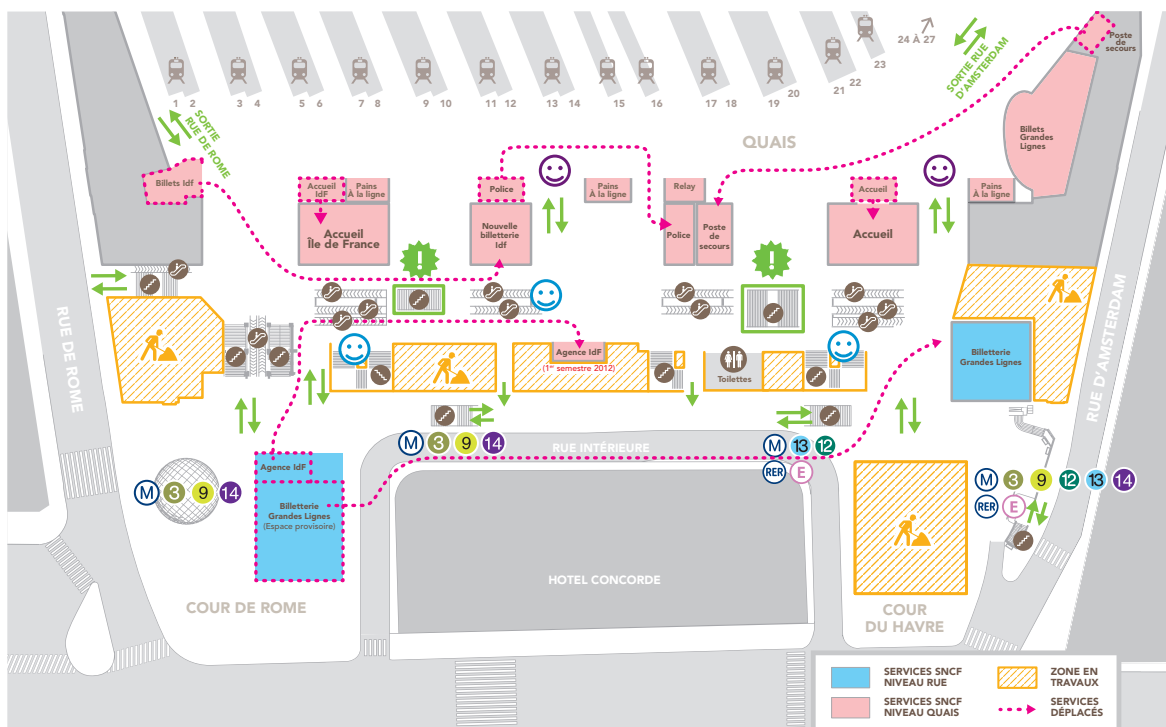 24 À 27
23
22
21
20
19
1 2
3 4
5 6
7 8
9 10
11 12
13 14
15
16
17 18
Poste
de
secours
SORTIE RUE
D'AMSTERDAM
SORTIE
RUE DE ROME
QUAIS
Billets Grandes
Lignes
Billets Idf
Accueil
IdF
Pains
À la ligne
Police
Pains
À la ligne
Relay
Accueil
Pains
À la ligne
Accueil
Île de France
Nouvelle
billetterie
Idf
Police
Poste
de
secours
Accueil
!
!
RUE DE ROME
RUE D'AMSTERDAM
Agence IdF
(1er semestre 2012)
Toilettes
Billetterie
Grandes Lignes
M 3 9 14
RUE INTÉRIEURE
M 13 12
RER E
Agence IdF
M 3 9 14
Billetterie
Grandes Lignes
(Espace provisoire)
M 3 9 12 13 14
RER E
HOTEL CONCORDE
COUR DE ROME
COUR
DU HAVRE
SERVICES SNCF
NIVEAU RUE
ZONE EN
TRAVAUX
SERVICES SNCF
NIVEAU QUAIS
SERVICES
DÉPLACÉS